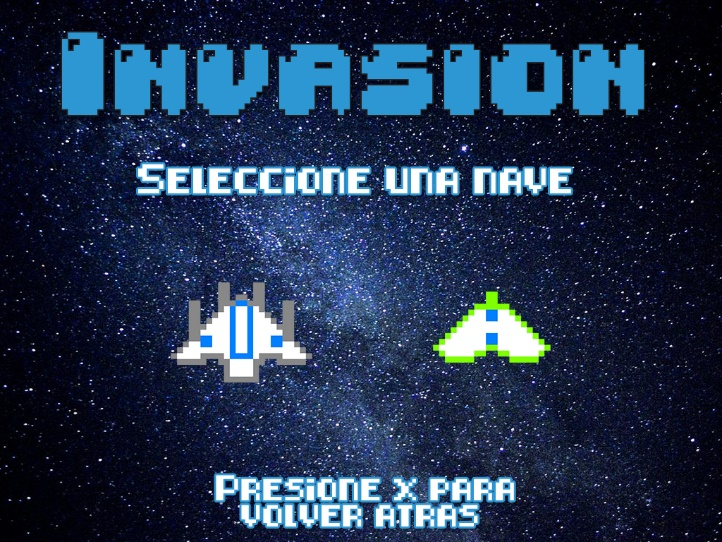 INVASION
SELECCIONE UNA NAVE
PRESIONE X PARA
VOLVER ATRAS